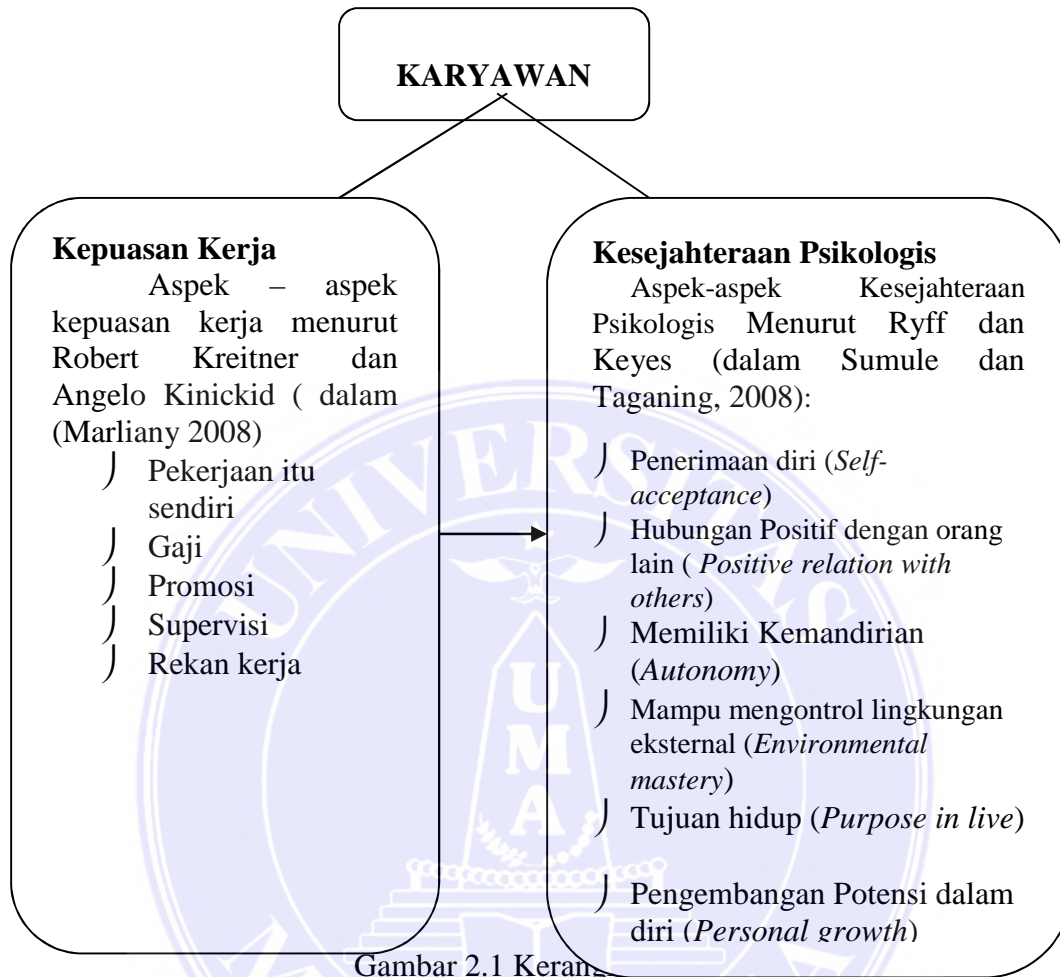 KARYAWAN
Kepuasan Kerja
Aspek – aspek
kepuasan kerja menurut
Robert Kreitner dan
Angelo Kinickid ( dalam
(Marliany 2008)
⌡ Pekerjaan itu
sendiri
⌡ Gaji
⌡ Promosi
⌡ Supervisi
⌡ Rekan kerja
Kesejahteraan Psikologis
Aspek-aspek Kesejahteraan
Psikologis Menurut Ryff dan
Keyes (dalam Sumule dan
Taganing, 2008):
⌡ Penerimaan diri (Self-
acceptance)
⌡ Hubungan Positif dengan orang
lain ( Positive relation with
others)
⌡ Memiliki Kemandirian
(Autonomy)
⌡ Mampu mengontrol lingkungan
eksternal (Environmental
mastery)
⌡ Tujuan hidup (Purpose in live)
⌡ Pengembangan Potensi dalam
diri (Personal growth)
Gambar 2.1
UNIVERSITAS
UMA